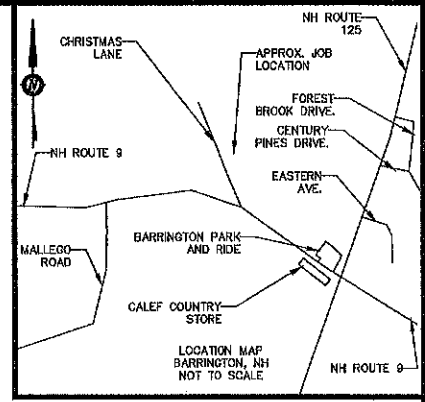 NH ROUTE
125
CHRISTMAS
LANE
APPROX. JOB
LOCATION
FOREST
BROOK DRIVE.
CENTURY
PINES DRIVE.
N
NH ROUTE 9
EASTERN
AVE.
MALLEGO
ROAD
BARRINGTON PARK
AND RIDE
CALEF COUNTRY
STORE
LOCATION MAP
BARRINGTON, NH
NOT TO SCALE
NH ROUTE 9